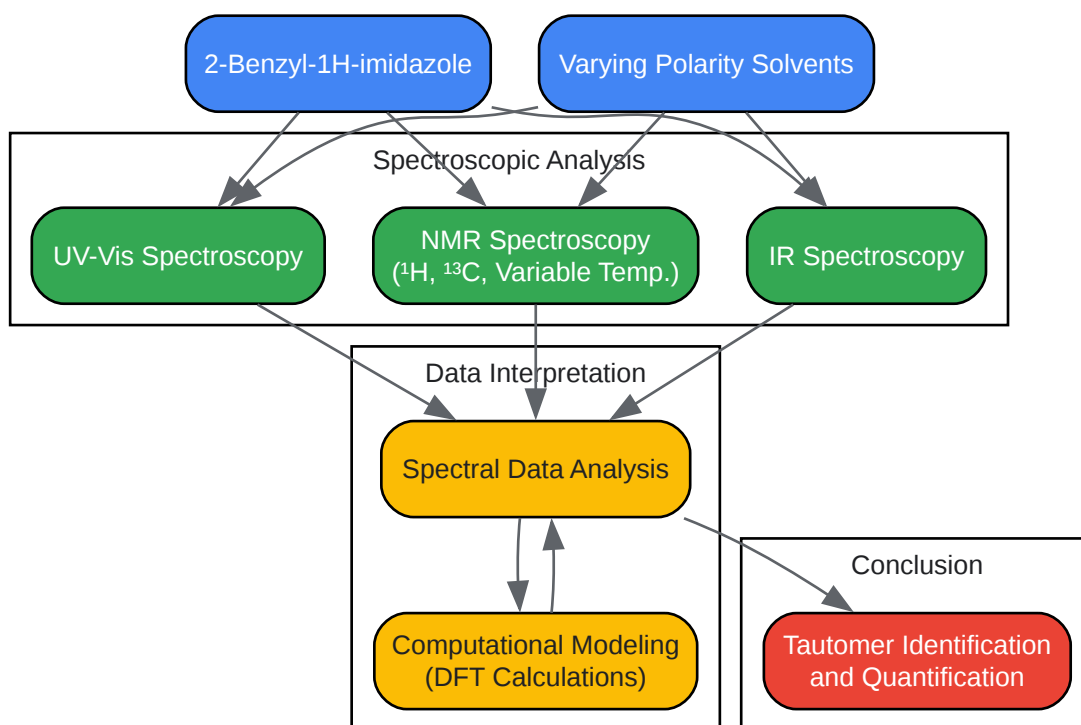 2-Benzyl-1H-imidazole
Varying Polarity Solvents
Spectroscopic Analysis
UV-Vis Spectroscopy
NMR Spectroscopy
(¹H, ¹³C, Variable Temp.)
IR Spectroscopy
Data Interpretation
Spectral Data Analysis
Computational Modeling
(DFT Calculations)
Conclusion
Tautomer Identification
and Quantification